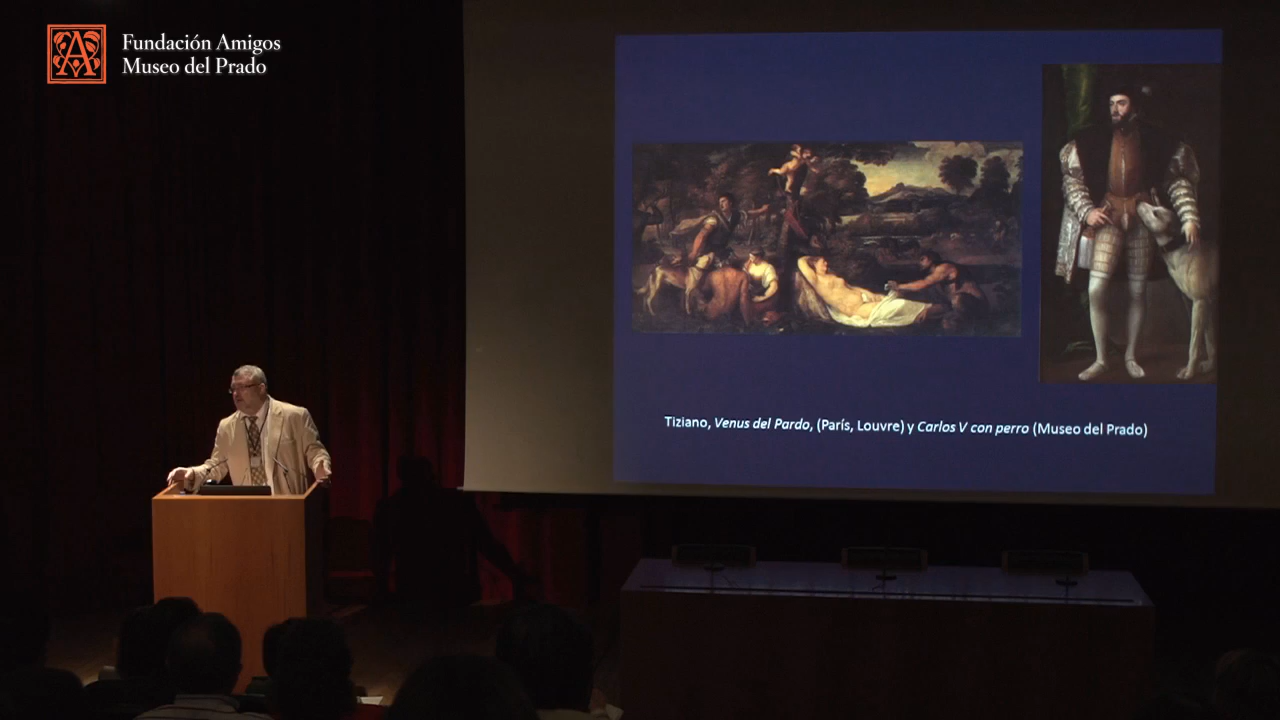 Fundación Amigos
Museo del Prado
Tiziano, Venus del Pardo, (París, Louvre) y Carlos V con perro (Museo del Prado)